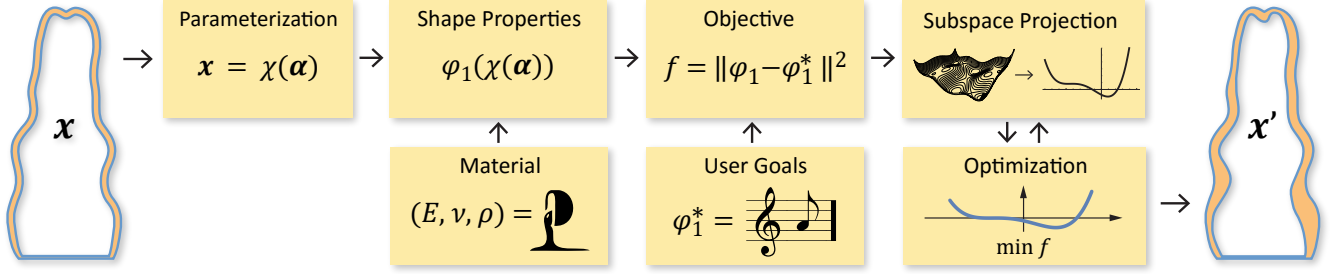 x
Parameterization
x = χ(α)
Shape Properties
φ₁(χ(α))
Objective
f = ‖φ₁−φ₁* ‖²
Subspace Projection
Material
(E, ν, ρ) =
User Goals
φ₁* =
Optimization
min f
x'